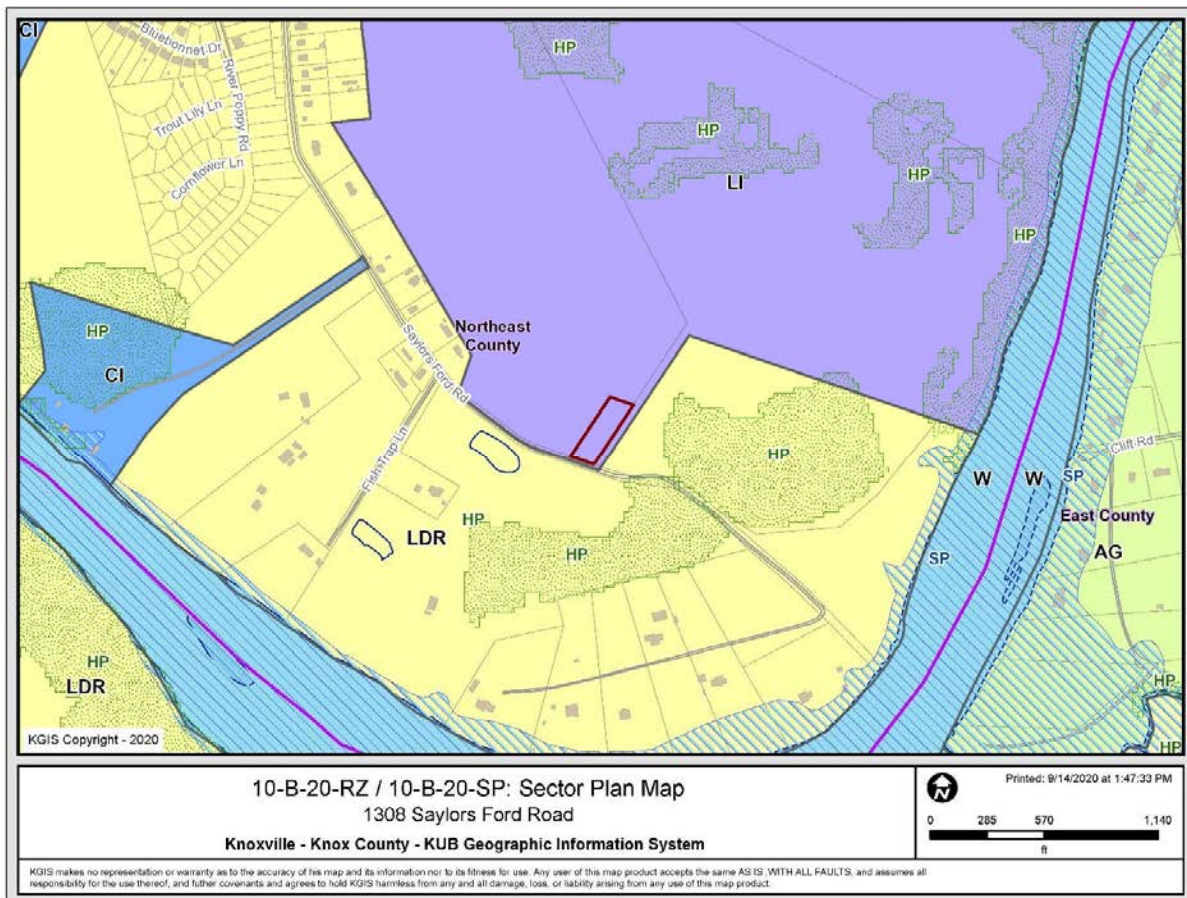 CI
Bluebonnet Dr
River Poppy Rd
Trout Lily Ln
Cornflower Ln
HP
HP
LI
HP
HP
HP
CI
Northeast
County
Saylors Ford Rd
Fish Trap Ln
HP
HP
HP
LDR
W
W
SP
Clift Rd
East County
AG
SP
HP
LDR
HP
HP
KGIS Copyright - 2020
10-B-20-RZ / 10-B-20-SP: Sector Plan Map
1308 Saylors Ford Road
Knoxville - Knox County - KUB Geographic Information System
N
Printed: 9/14/2020 at 1:47:33 PM
0 285 570 1,140
ft
KGIS makes no representation or warranty as to the accuracy of his map and its information nor to its fitness for use. Any user of this map product accepts the same AS IS ,WITH ALL FAULTS, and assumes all
responsibility for the use thereof, and futher covenants and agrees to hold KGIS harmless from any and all damage, loss, or liability arising from any use of this map product.